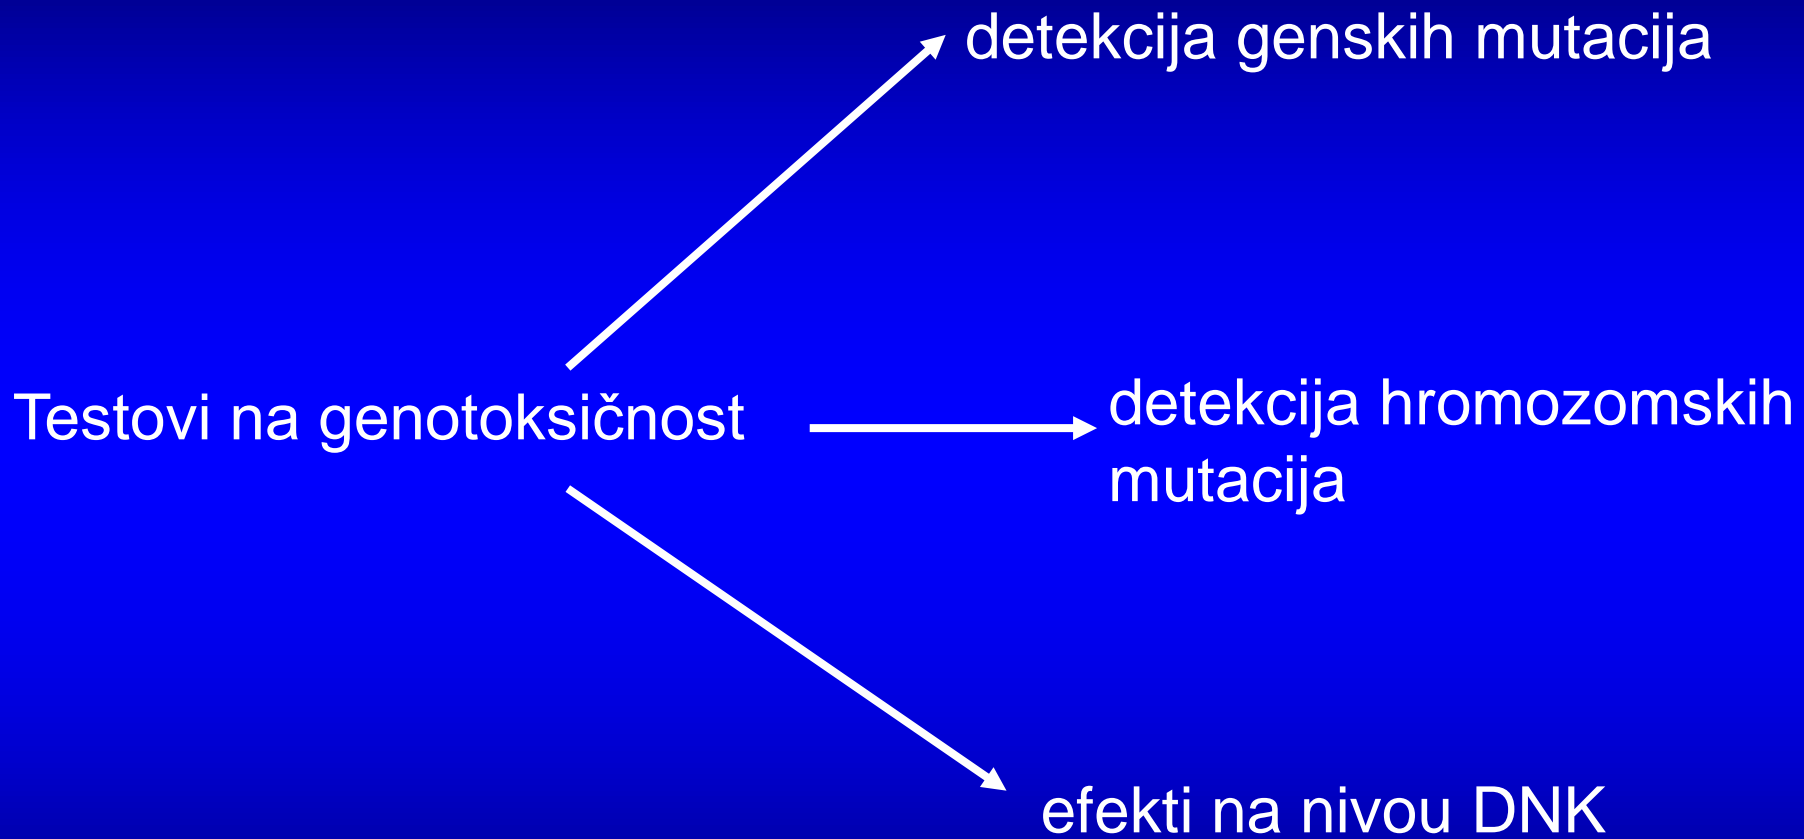 detekcija genskih mutacija
Testovi na genotoksičnost
detekcija hromozomskih
mutacija
efekti na nivou DNK